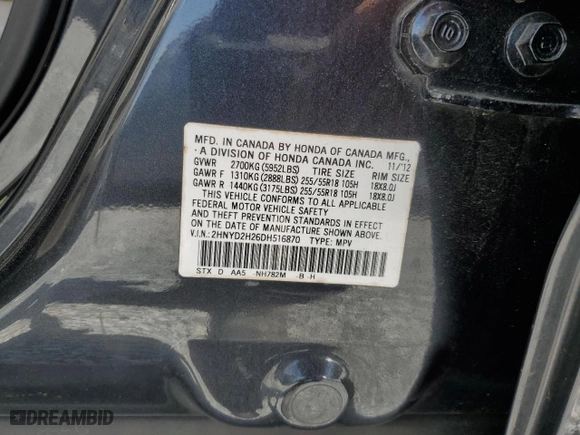 MFD. IN CANADA BY HONDA OF CANADA MFG.,
A DIVISION OF HONDA CANADA INC. 11/12
GVWR 2700KG (5952LBS) TIRE SIZE RIM SIZE
GAWR F 1310KG (2888LBS) 255/55R18 105H 18X8.0J
GAWR R 1440KG (3175LBS) 255/55R18 105H 18X8.0J
THIS VEHICLE CONFORMS TO ALL APPLICABLE
FEDERAL MOTOR VEHICLE SAFETY
AND THEFT PREVENTION STANDARDS IN EFFECT
ON THE DATE OF MANUFACTURE SHOWN ABOVE.
V.I.N.: 2HNYD2H26DH516870 TYPE: MPV
STX D AA5 -NH782M -B -H
10
DREAMBID